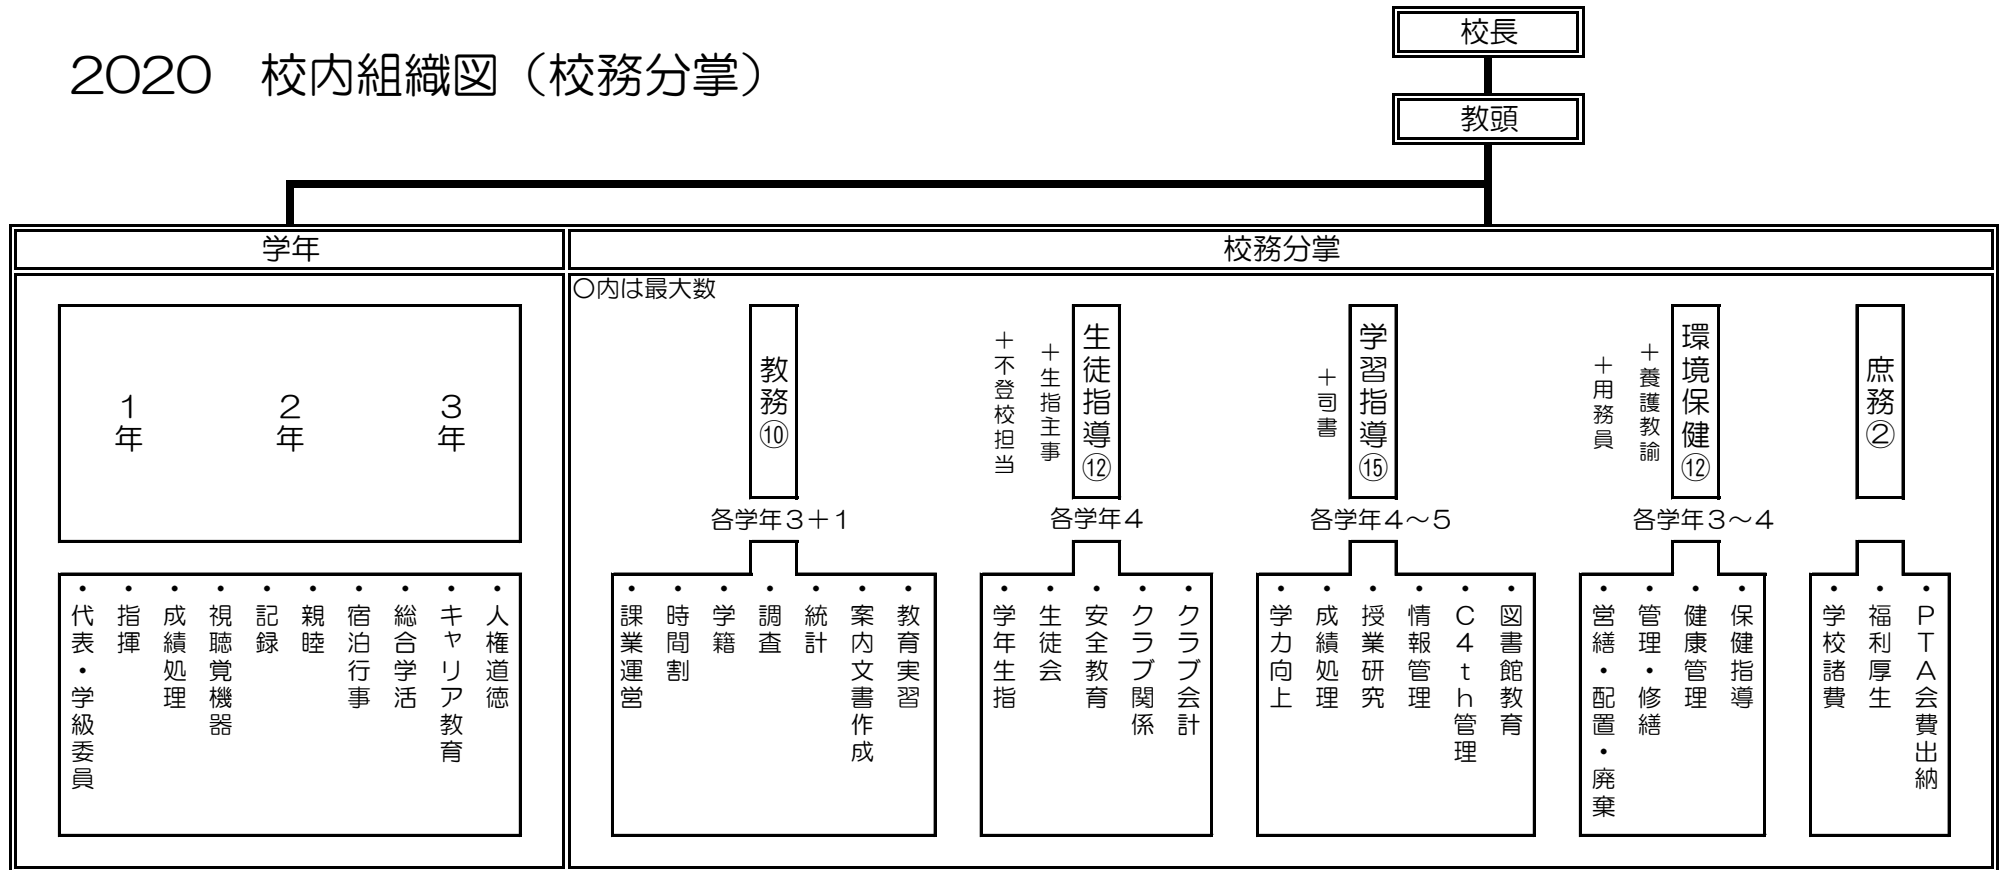 2020 校内組織図（校務分掌）
校長
教頭
学年
校務分掌
1年
2年
3年
・代表・学級委員
・指揮
・成績処理
・視聴覚機器
・記録
・親睦
・宿泊行事
・総合学活
・キャリア教育
・人権道徳
〇内は最大数
教務⑩
各学年3＋1
・課業運営
・時間割
・学籍
・調査
・統計
・案内文書作成
・教育実習
＋不登校担当
＋生指主事
生徒指導⑫
各学年4
・学年生指
・生徒会
・安全教育
・クラブ関係
・クラブ会計
＋司書
学習指導⑮
各学年4～5
・学力向上
・成績処理
・授業研究
・情報管理
・C4th管理
・図書館教育
＋用務員
＋養護教諭
環境保健⑫
各学年3～4
・営繕・配置・廃棄
・管理・修繕
・健康管理
・保健指導
庶務②
・学校諸費
・福利厚生
・PTA会費出納